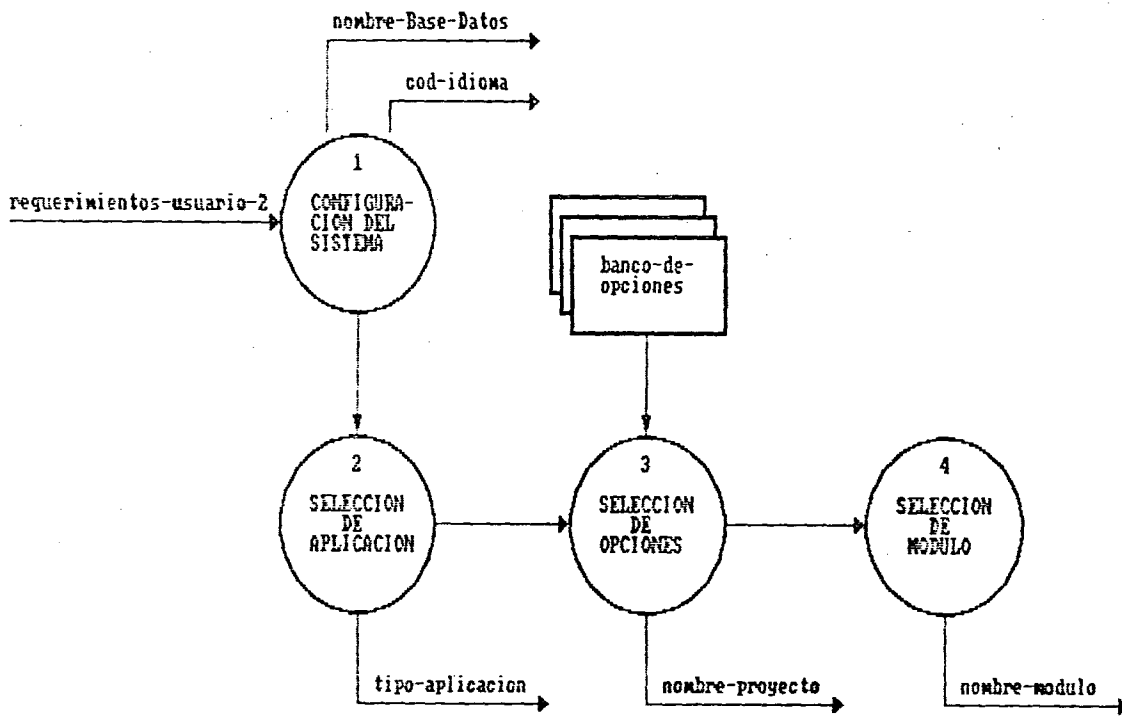 nombre-Base-Datos
cod-idioma
1
requerimientos-usuario-2
CONFIGURA-
CION DEL
SISTEMA
banco-de-
opciones
2
SELECCION
DE
APLICACION
3
SELECCION
DE
OPCIONES
4
SELECCION
DE
MODULO
tipo-aplicacion
nombre-proyecto
nombre-modulo